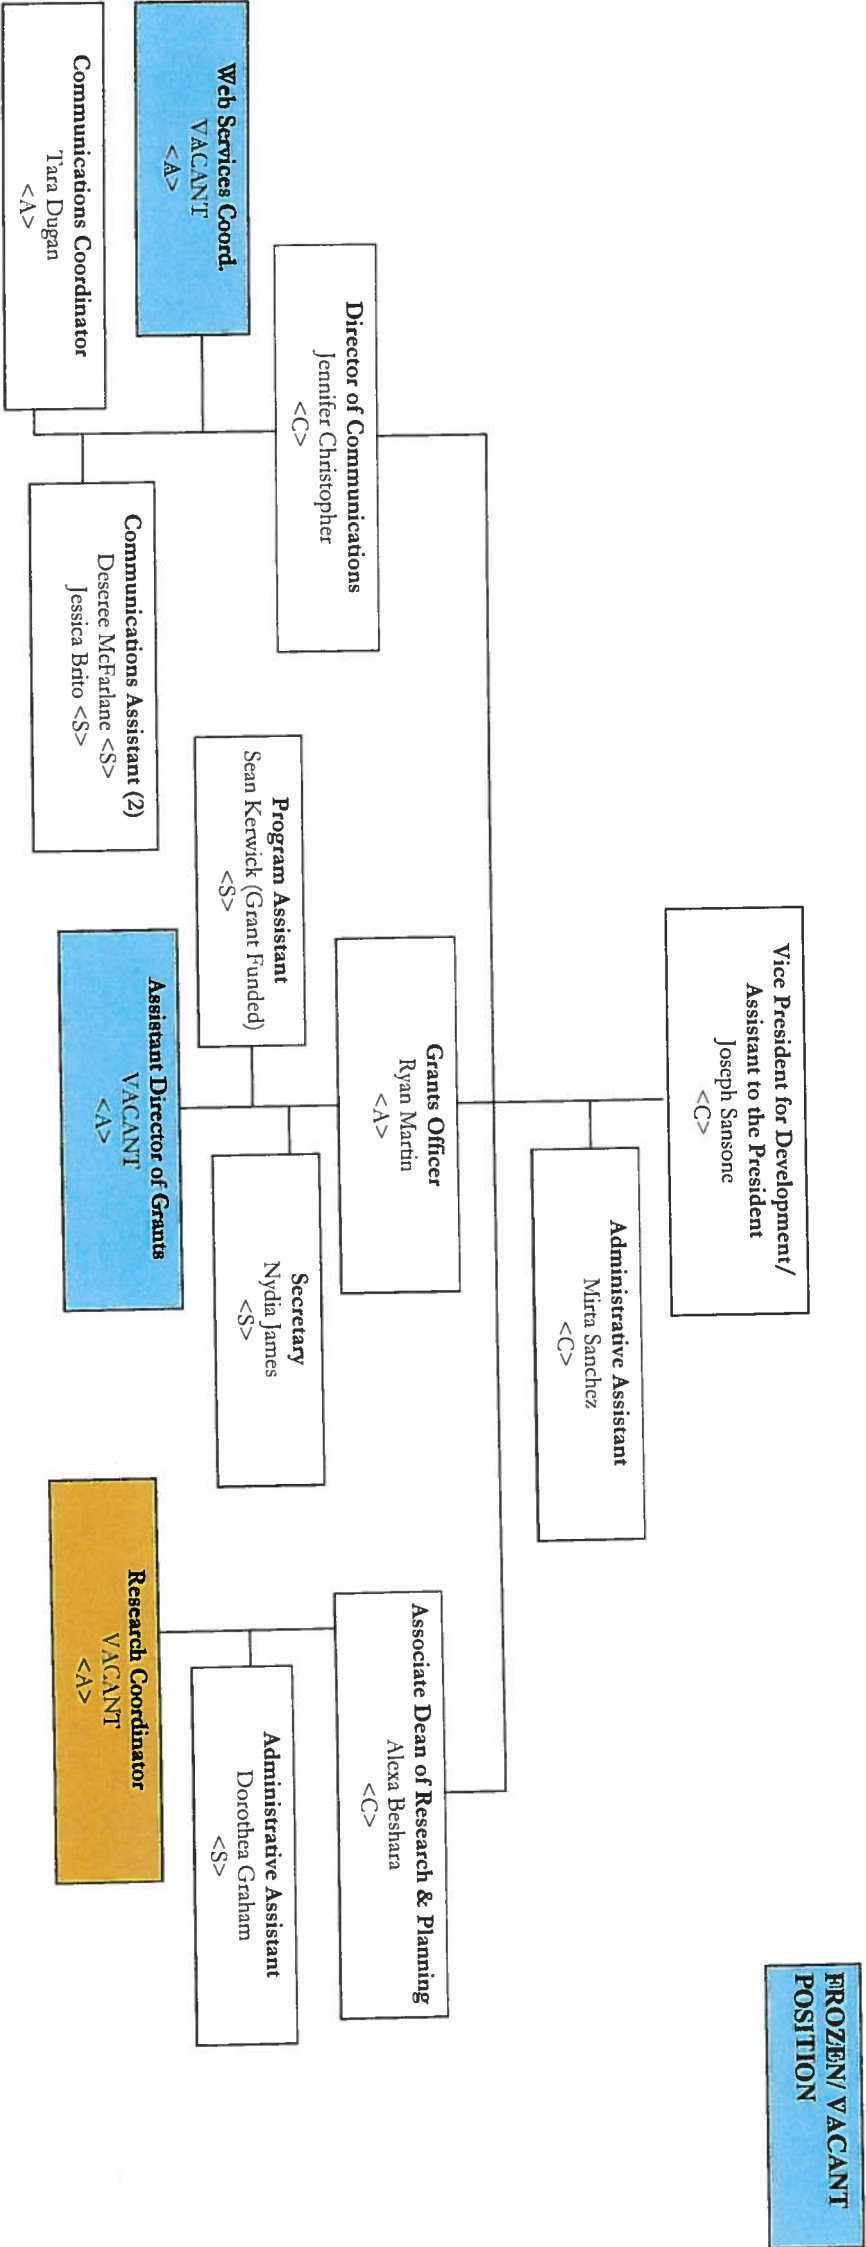 FROZEN/ VACANT
POSITION
Vice President for Development/
Assistant to the President
Joseph Sansone
<C>
Administrative Assistant
Mirta Sanchez
<C>
Director of Communications
Jennifer Christopher
<C>
Grants Officer
Ryan Martin
<A>
Associate Dean of Research & Planning
Alexa Beshara
<C>
Web Services Coord.
VACANT
<A>
Program Assistant
Sean Kerwick (Grant Funded)
<S>
Secretary
Nydia James
<S>
Administrative Assistant
Dorothea Graham
<S>
Communications Coordinator
Tara Dugan
<A>
Communications Assistant (2)
Deseree McFarlane <S>
Jessica Brito <S>
Assistant Director of Grants
VACANT
<A>
Research Coordinator
VACANT
<A>